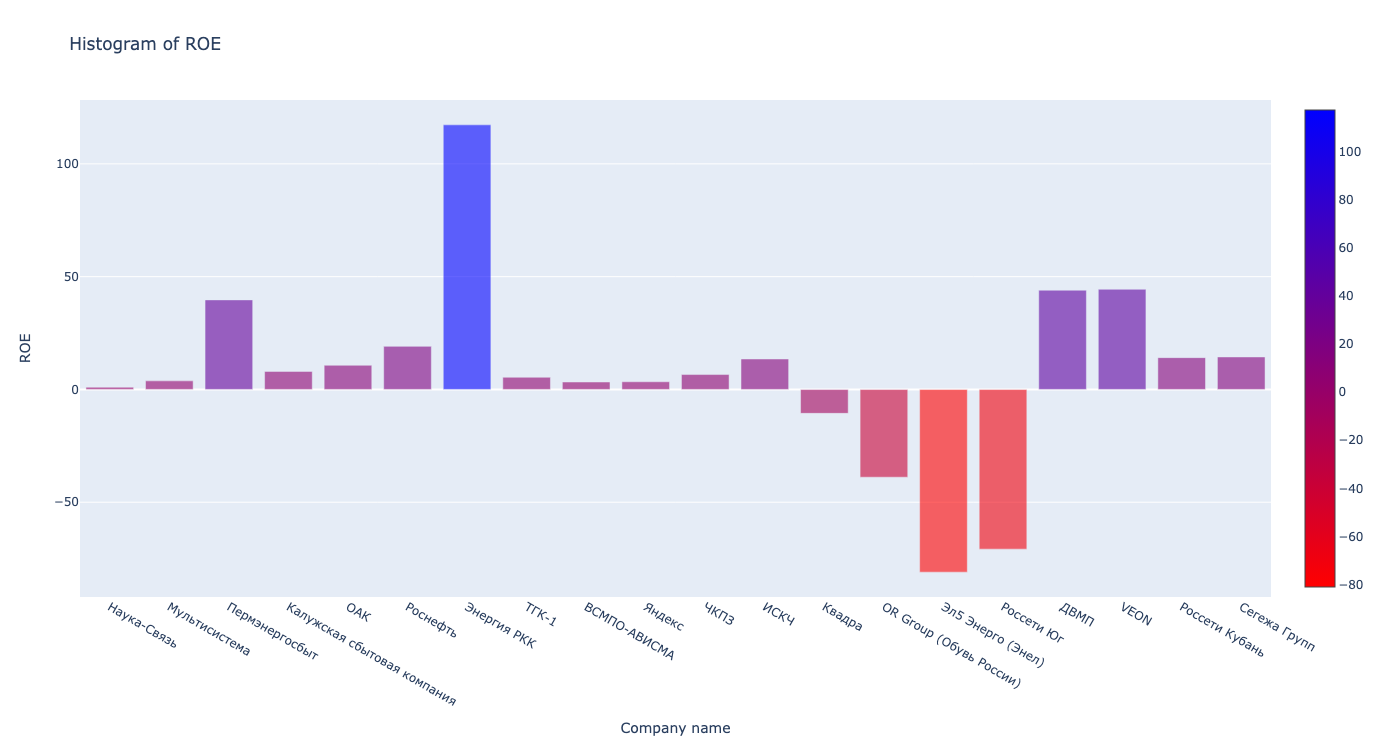 Histogram of ROE
ROE
100
50
0
−50
100
80
60
40
20
0
−20
−40
−60
−80
Наука-Связь
Мультисистема
Пермэнергосбыт
Калужская сбытовая компания
ОАК
Роснефть
Энергия РКК
ТГК-1
ВСМПО-АВИСМА
Яндекс
ЧКПЗ
ИСКЧ
Квадра
OR Group (Обувь России)
Эл5 Энерго (Энел)
Россети Юг
ДВМП
VEON
Россети Кубань
Сегежа Групп
Company name